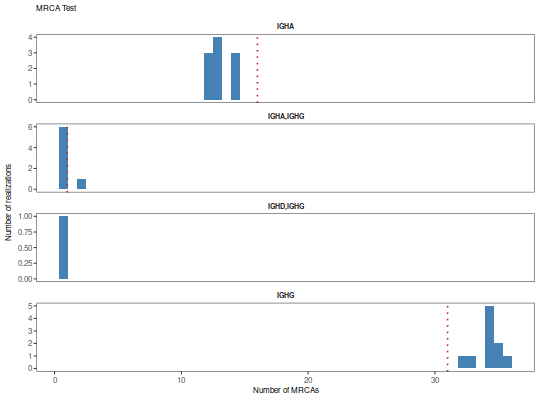 MRCA Test
IGHA
4
3
2
1
0
IGHA,IGHG
6
4
2
0
IGHD,IGHG
1.00
0.75
0.50
0.25
0.00
IGHG
5
4
3
2
1
0
0 10 20 30
Number of MRCAs
Number of realizations